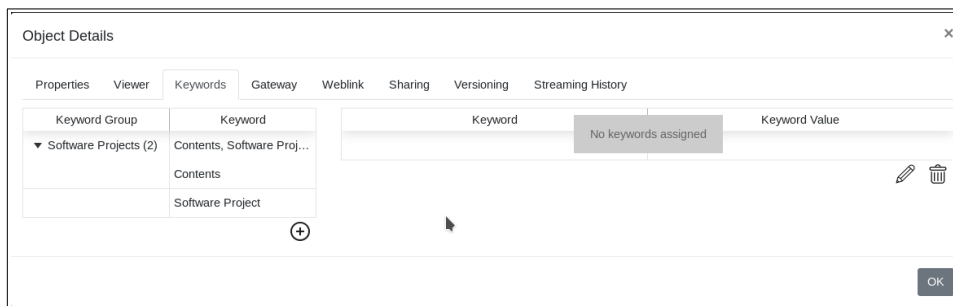 Object Details ×
Properties Viewer Keywords Gateway Weblink Sharing Versioning Streaming History
Keyword Group Keyword
Software Projects (2) Contents, Software Proj...
Contents
Software Project
Keyword Keyword Value
No keywords assigned
OK